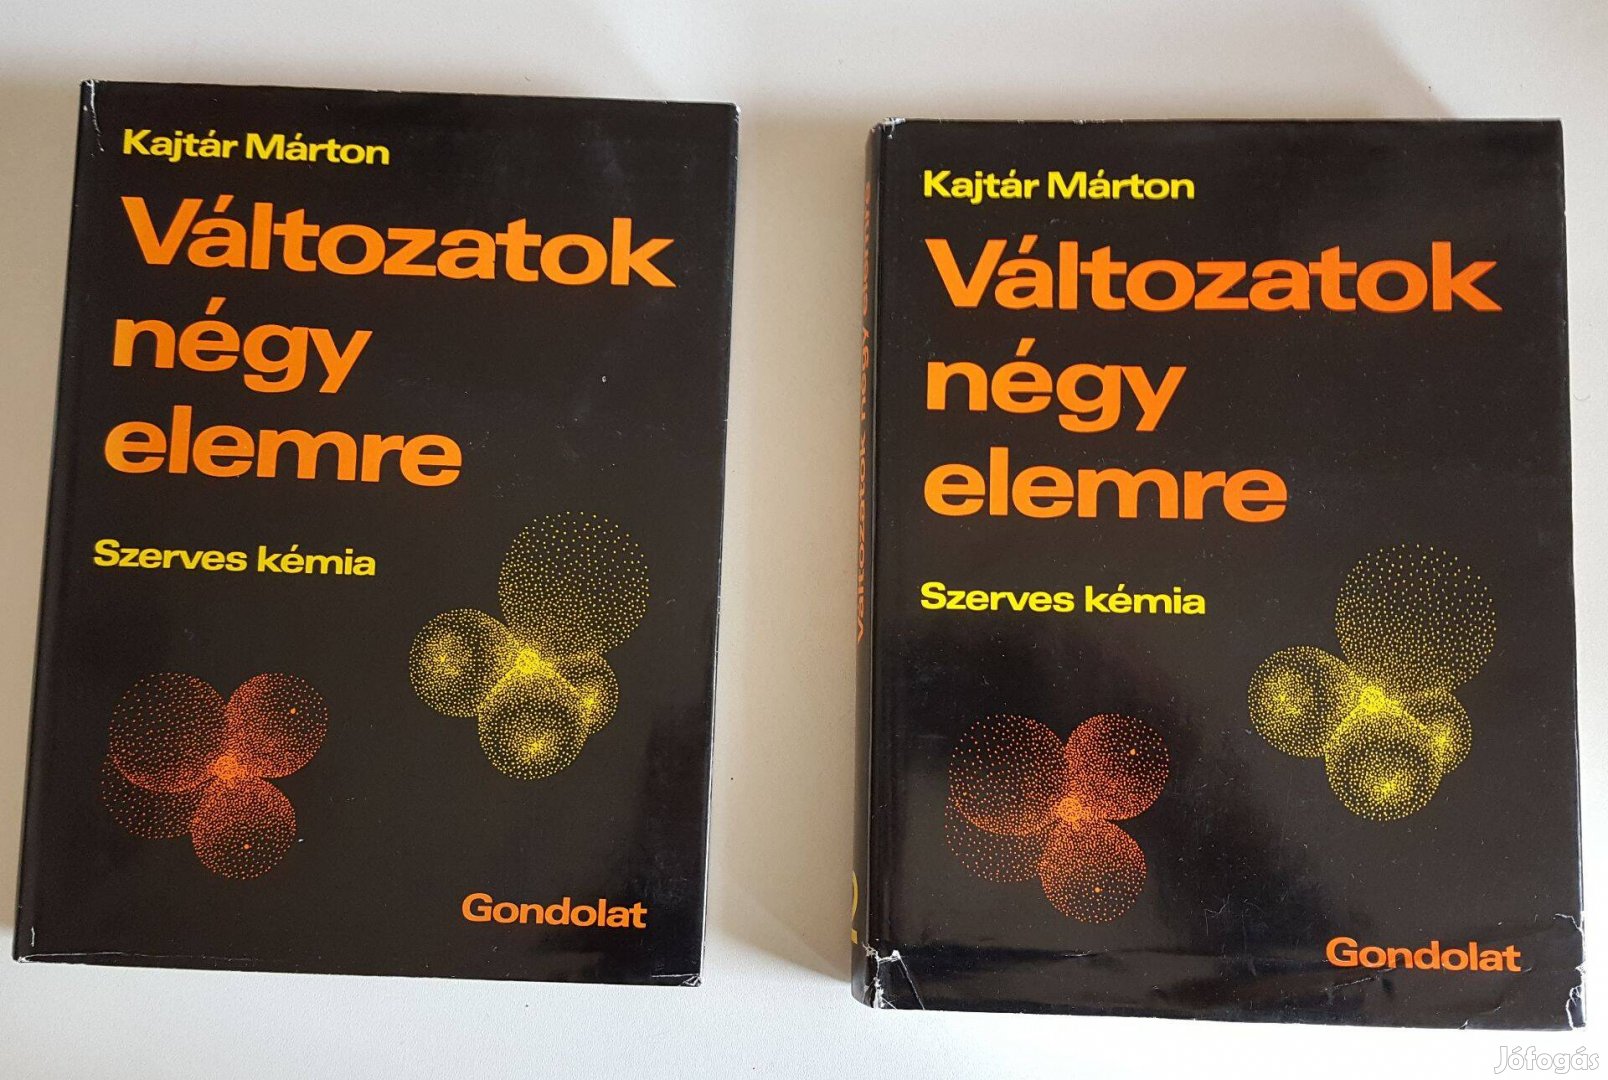 Kajtár Márton
Változatok
négy
elemre
Szerves kémia
Gondolat
Kajtár Márton
Változatok
négy
elemre
Szerves kémia
Gondolat
Változatok négy elemre
2
Jófogás